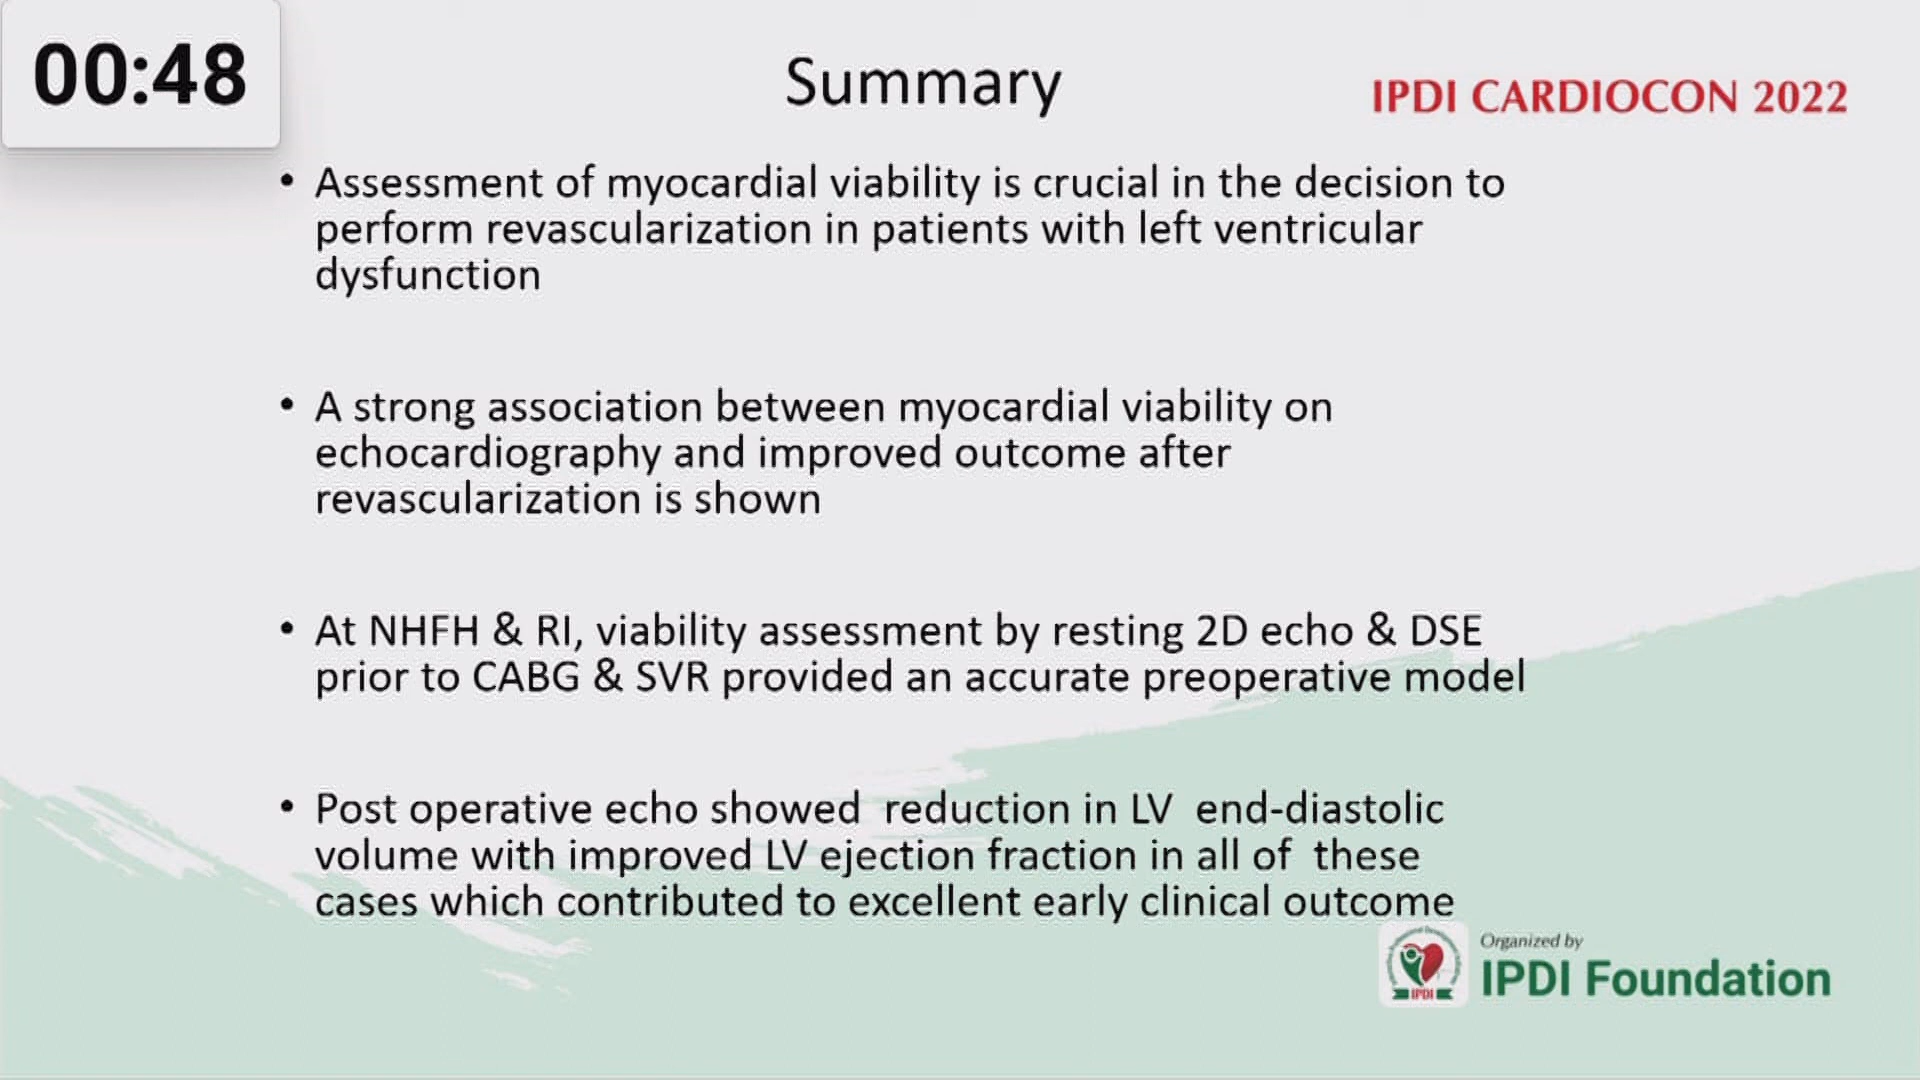 00:48
Summary
IPDI CARDIOCON 2022
• Assessment of myocardial viability is crucial in the decision to
perform revascularization in patients with left ventricular
dysfunction
• A strong association between myocardial viability on
echocardiography and improved outcome after
revascularization is shown
• At NHFH & RI, viability assessment by resting 2D echo & DSE
prior to CABG & SVR provided an accurate preoperative model
• Post operative echo showed reduction in LV end-diastolic
volume with improved LV ejection fraction in all of these
cases which contributed to excellent early clinical outcome
Organized by
IPDI Foundation
IPDI